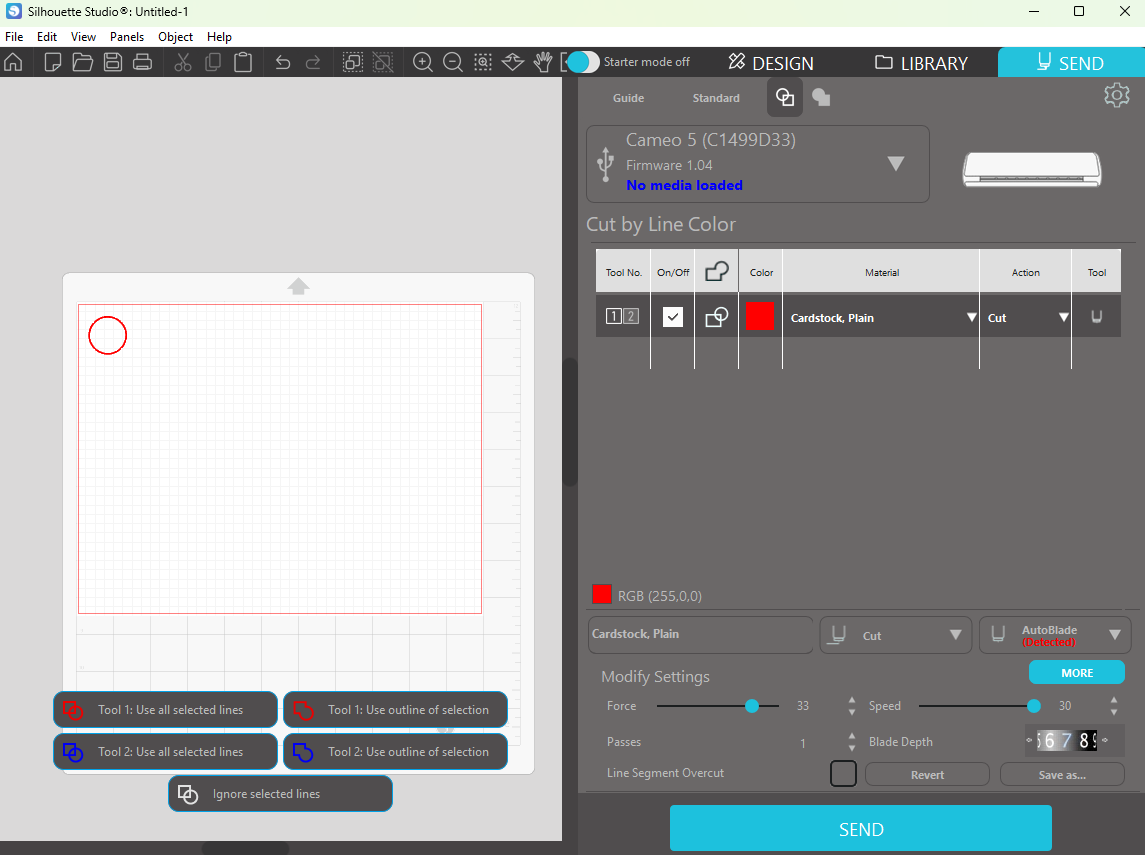 Silhouette Studio®: Untitled-1
File Edit View Panels Object Help
Starter mode off
DESIGN
LIBRARY
SEND
Guide
Standard
Cameo 5 (C1499D33)
Firmware 1.04
No media loaded
Cut by Line Color
Tool No. On/Off Color Material Action Tool
1 2 Cardstock, Plain Cut
RGB (255,0,0)
Cardstock, Plain
Cut
AutoBlade
(Detected)
Modify Settings
MORE
Force 33 Speed 30
Passes 1 Blade Depth 6 7 8
Line Segment Overcut Revert Save as...
SEND
Tool 1: Use all selected lines
Tool 1: Use outline of selection
Tool 2: Use all selected lines
Tool 2: Use outline of selection
Ignore selected lines